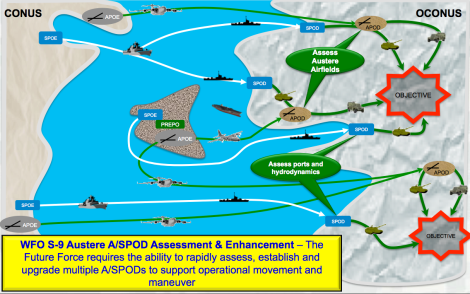 CONUS
OCONUS
APOE
SPOE
SPOD
APOD
Assess
Austere
Airfields
SPOD
OBJECTIVE
SPOE
PREPO
APOE
APOD
SPOD
Assess ports and
hydrodynamics
APOD
SPOE
APOE
SPOD
OBJECTIVE
WFO S-9 Austere A/SPOD Assessment & Enhancement – The
Future Force requires the ability to rapidly assess, establish and
upgrade multiple A/SPODs to support operational movement and
maneuver